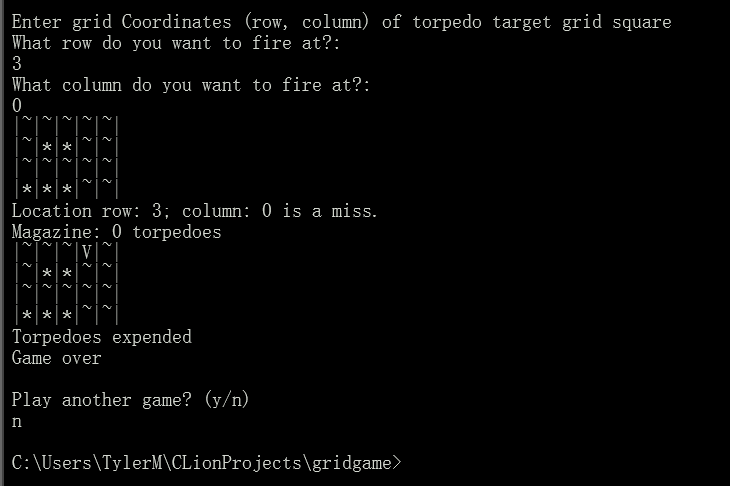 Enter grid Coordinates (row, column) of torpedo target grid square
What row do you want to fire at?:
3
What column do you want to fire at?:
0
|~|~|~|~|~|
|~|*|*|~|~|
|~|~|~|~|~|
|*|*|*|~|~|
Location row: 3; column: 0 is a miss.
Magazine: 0 torpedoes
|~|~|~|V|~|
|~|*|*|~|~|
|~|~|~|~|~|
|*|*|*|~|~|
Torpedoes expended
Game over
Play another game? (y/n)
n
C:\Users\TylerM\CLionProjects\gridgame>